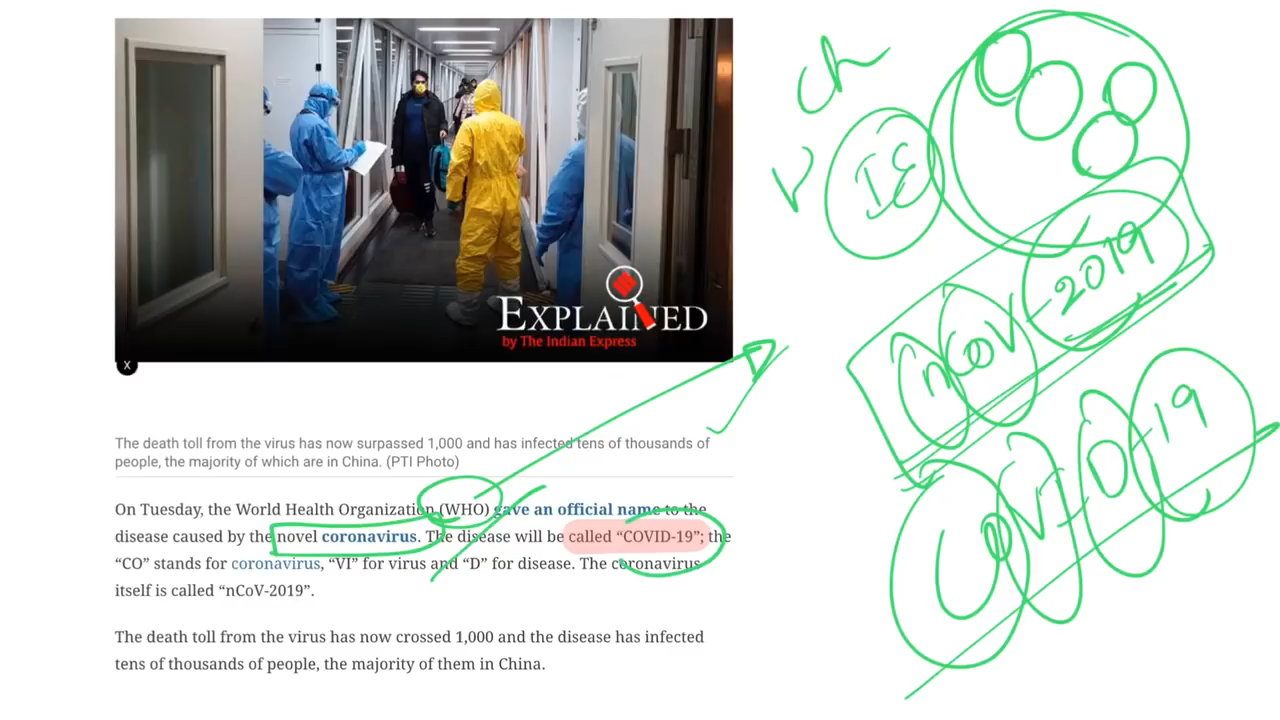 EXPLAINED
by The Indian Express
X
The death toll from the virus has now surpassed 1,000 and has infected tens of thousands of
people, the majority of which are in China. (PTI Photo)
On Tuesday, the World Health Organization (WHO) gave an official name to the
disease caused by the novel coronavirus. The disease will be called “COVID-19”; the
“CO” stands for coronavirus, “VI” for virus and “D” for disease. The coronavirus
itself is called “nCoV-2019”.
The death toll from the virus has now crossed 1,000 and the disease has infected
tens of thousands of people, the majority of them in China.
Ch
IE
nCoV-2019
CoViD-19